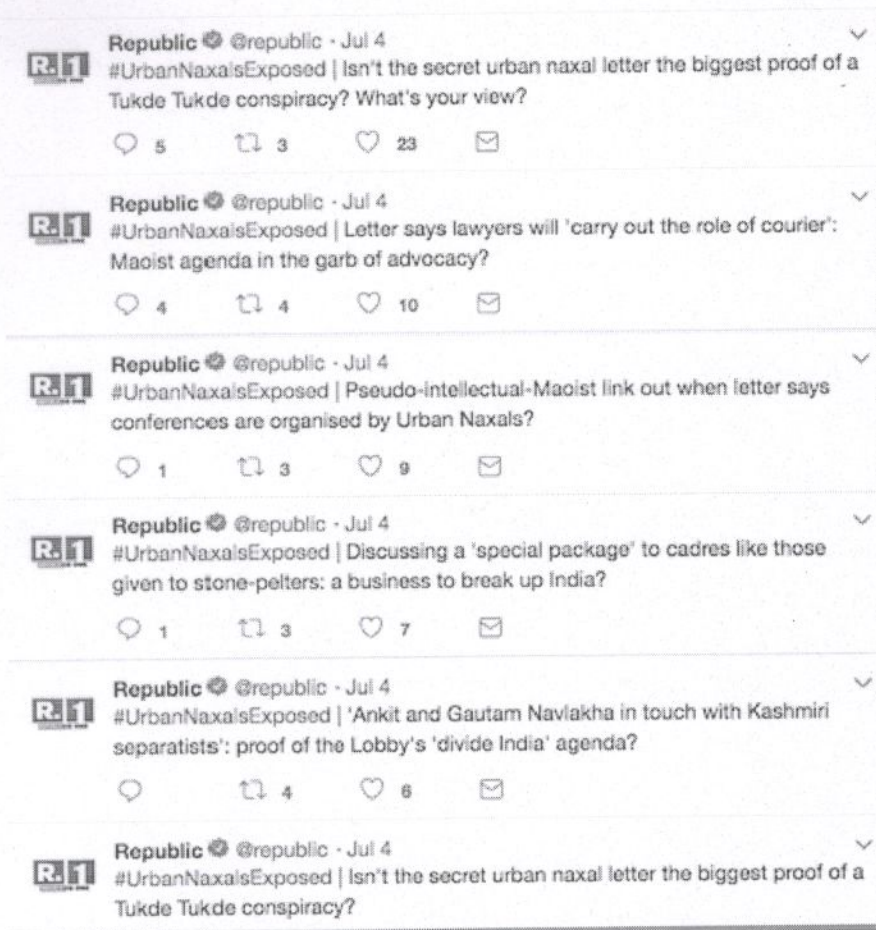 Republic @republic · Jul 4
R. 1
#UrbanNaxalsExposed | Isn't the secret urban naxal letter the biggest proof of a
Tukde Tukde conspiracy? What's your view?
5 3 23
Republic @republic · Jul 4
R. 1
#UrbanNaxalsExposed | Letter says lawyers will 'carry out the role of courier':
Maoist agenda in the garb of advocacy?
4 4 10
Republic @republic · Jul 4
R. 1
#UrbanNaxalsExposed | Pseudo-intellectual-Maoist link out when letter says
conferences are organised by Urban Naxals?
1 3 9
Republic @republic · Jul 4
R. 1
#UrbanNaxalsExposed | Discussing a 'special package' to cadres like those
given to stone-pelters: a business to break up India?
1 3 7
Republic @republic · Jul 4
R. 1
#UrbanNaxalsExposed | 'Ankit and Gautam Navlakha in touch with Kashmiri
separatists': proof of the Lobby's 'divide India' agenda?
4 6
Republic @republic · Jul 4
R. 1
#UrbanNaxalsExposed | Isn't the secret urban naxal letter the biggest proof of a
Tukde Tukde conspiracy?